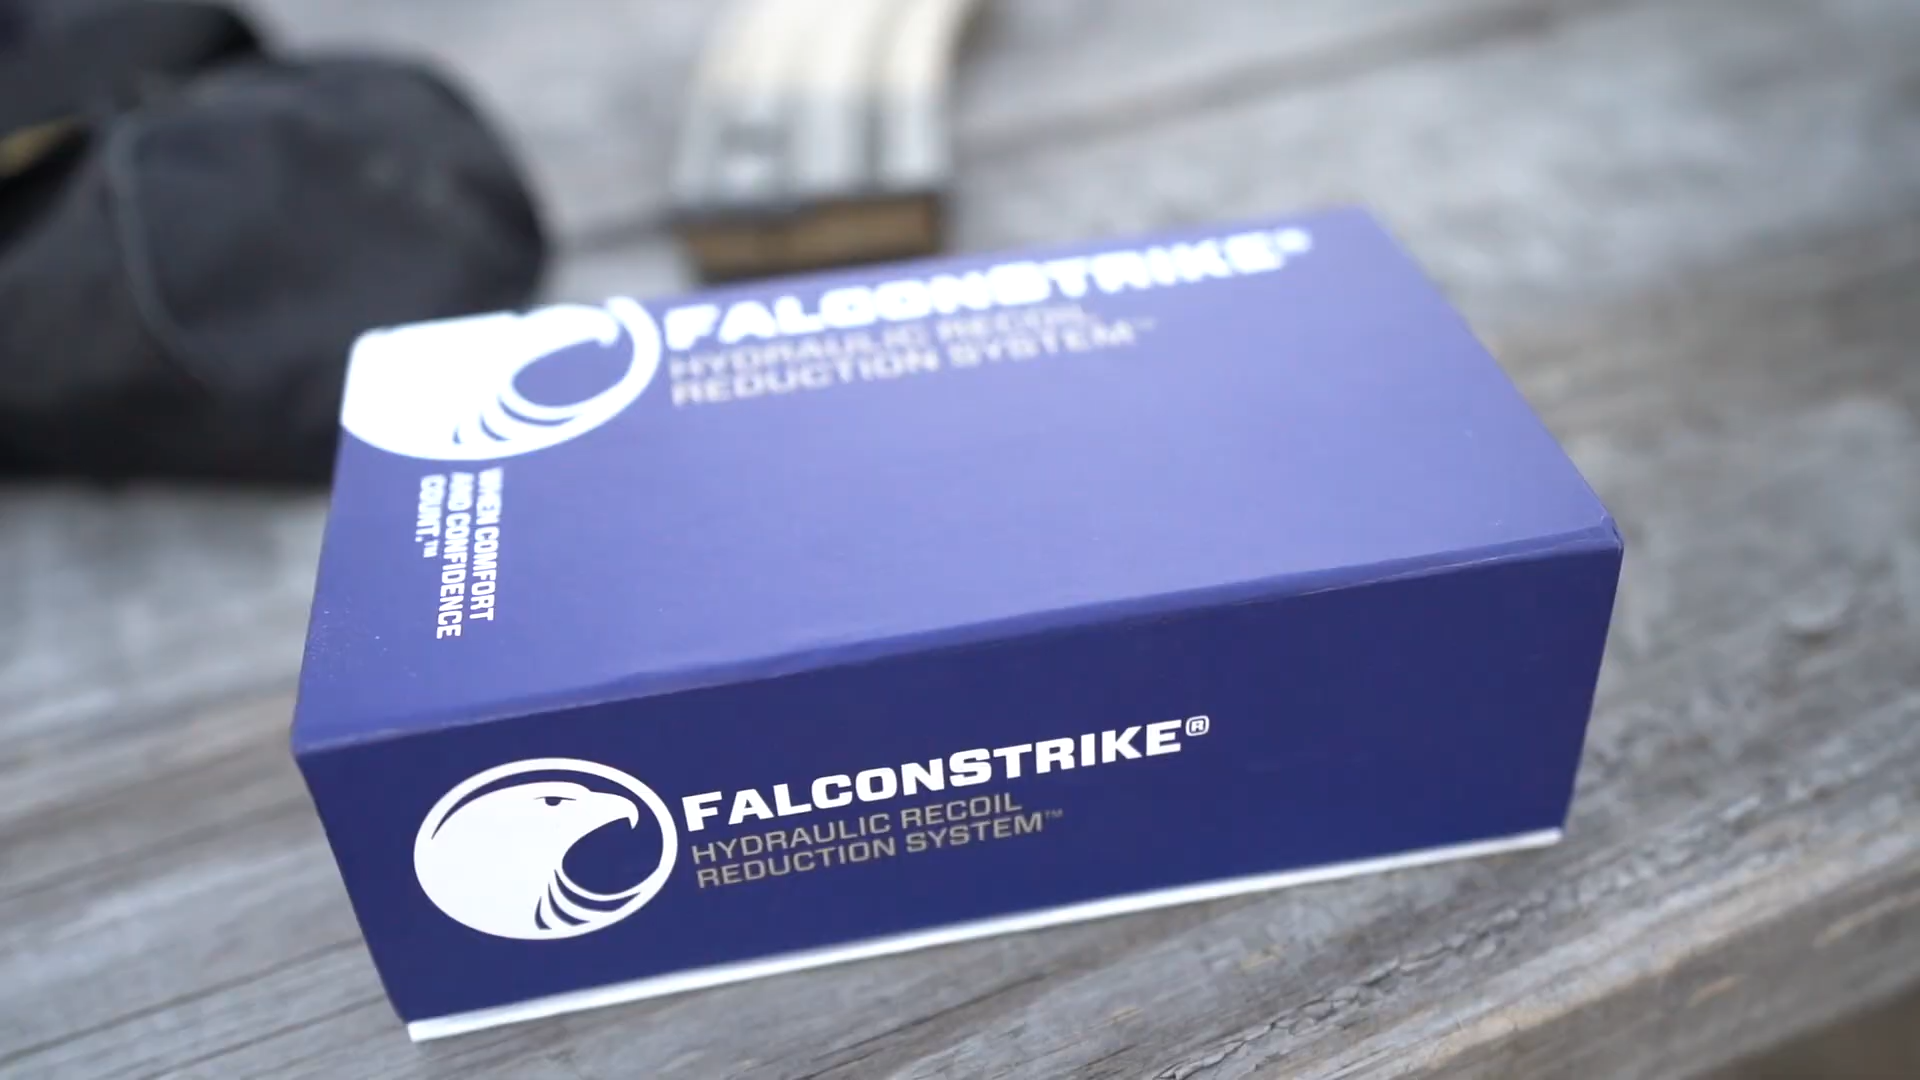 FALCONSTRIKE®
HYDRAULIC RECOIL
REDUCTION SYSTEM™
WHEN COMFORT
AND CONFIDENCE
COUNT.™
FALCONSTRIKE®
HYDRAULIC RECOIL
REDUCTION SYSTEM™